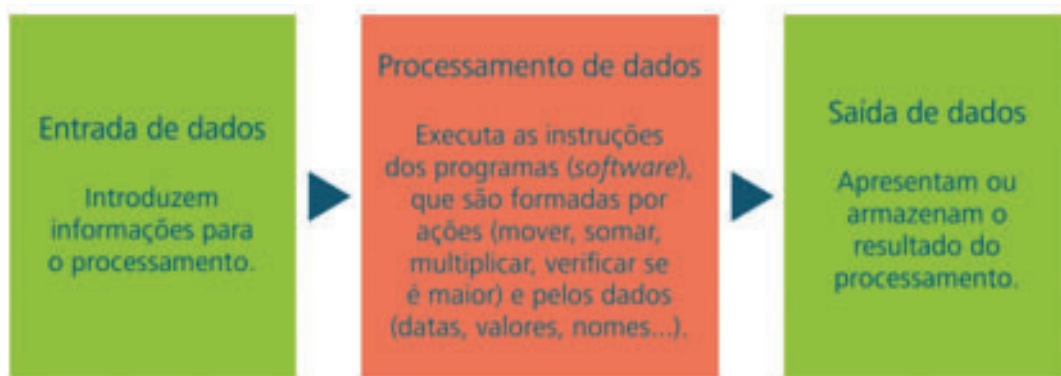 Entrada de dados
Introduzem
informações para
o processamento.
Processamento de dados
Executa as instruções
dos programas (software),
que são formadas por
ações (mover, somar,
multiplicar, verificar se
é maior) e pelos dados
(datas, valores, nomes...).
Saída de dados
Apresentam ou
armazenam o
resultado do
processamento.